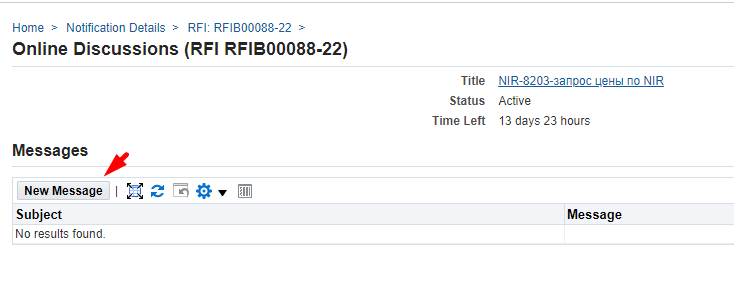 Home > Notification Details > RFI: RFIB00088-22 >
Online Discussions (RFI RFIB00088-22)
Title NIR-8203-запрос цены по NIR
Status Active
Time Left 13 days 23 hours
Messages
New Message
Subject Message
No results found.